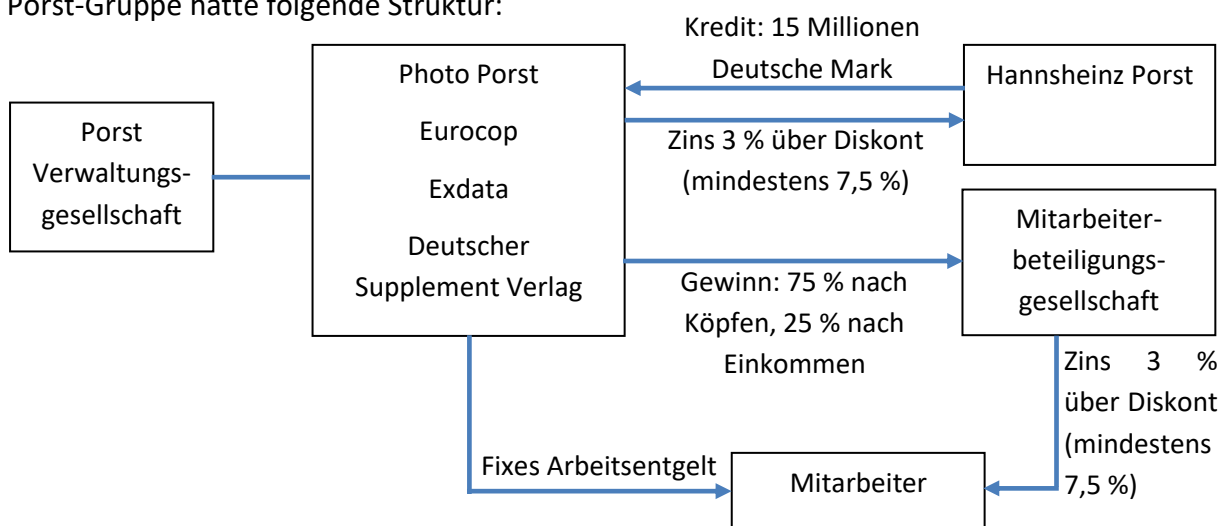 Porst-Gruppe hatte folgende Struktur:
Kredit: 15 Millionen
Deutsche Mark
Photo Porst
Eurocop
Exdata
Deutscher
Supplement Verlag
Hannsheinz Porst
Porst
Verwaltungs-
gesellschaft
Zins 3 % über Diskont
(mindestens 7,5 %)
Mitarbeiter-
beteiligungs-
gesellschaft
Gewinn: 75 % nach
Köpfen, 25 % nach
Einkommen
Zins 3 %
über Diskont
(mindestens
7,5 %)
Fixes Arbeitsentgelt
Mitarbeiter